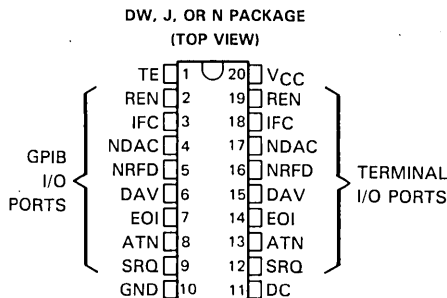 DW, J, OR N PACKAGE
(TOP VIEW)
TE 1 20 VCC
REN 2 19 REN
IFC 3 18 IFC
NDAC 4 17 NDAC
NRFD 5 16 NRFD
DAV 6 15 DAV
EOI 7 14 EOI
ATN 8 13 ATN
SRQ 9 12 SRQ
GND 10 11 DC
GPIB
I/O
PORTS
TERMINAL
I/O PORTS